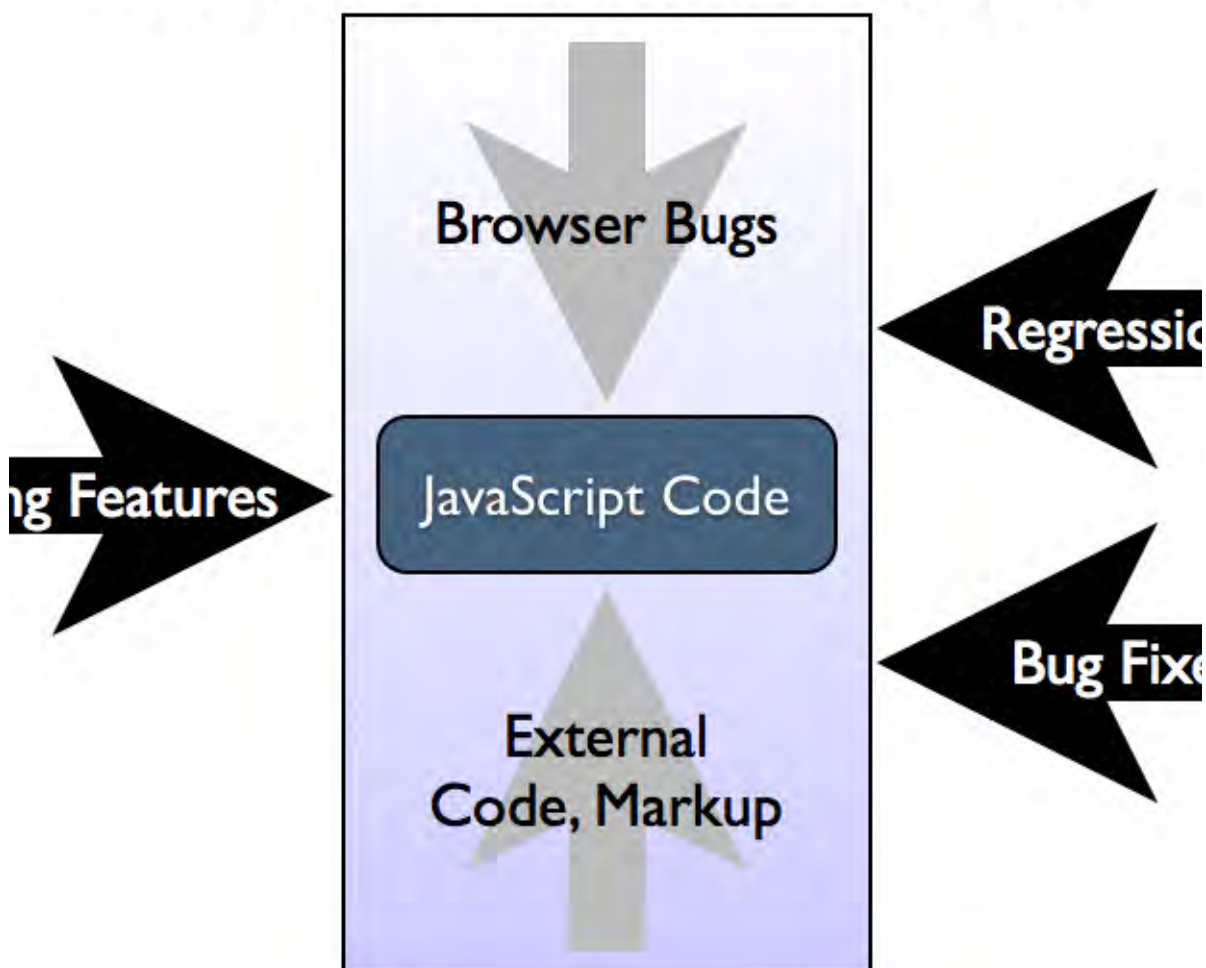 Browser Bugs
Regressio
ng Features
JavaScript Code
Bug Fixe
External
Code, Markup